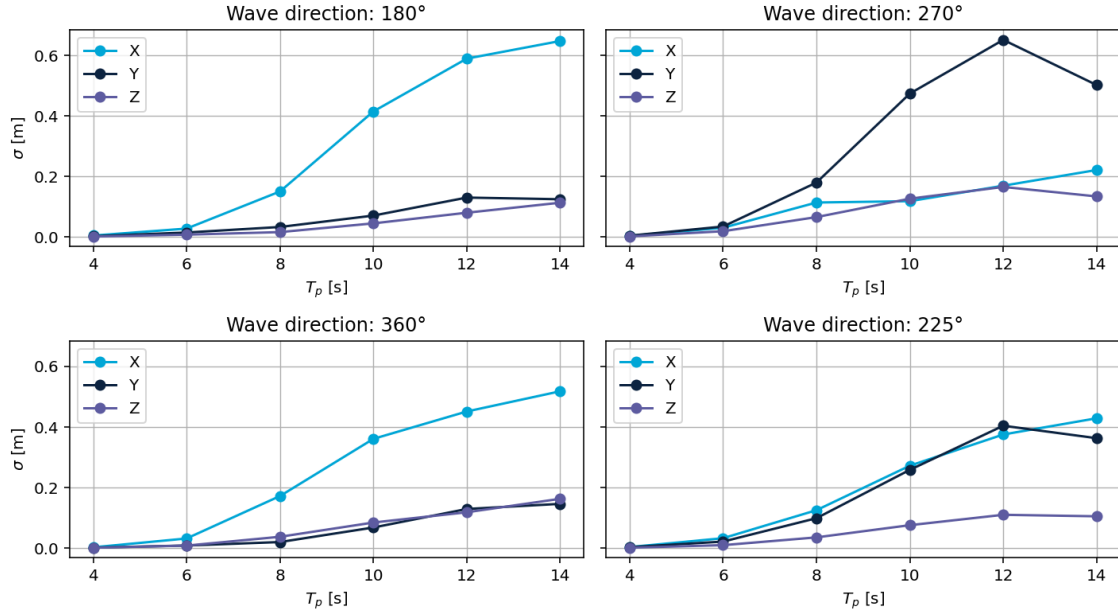 Wave direction: 180°
σ [m]
0.6
0.4
0.2
0.0
X
Y
Z
4 6 8 10 12 14
T_p [s]
Wave direction: 270°
X
Y
Z
4 6 8 10 12 14
T_p [s]
Wave direction: 360°
σ [m]
0.6
0.4
0.2
0.0
X
Y
Z
4 6 8 10 12 14
T_p [s]
Wave direction: 225°
X
Y
Z
4 6 8 10 12 14
T_p [s]